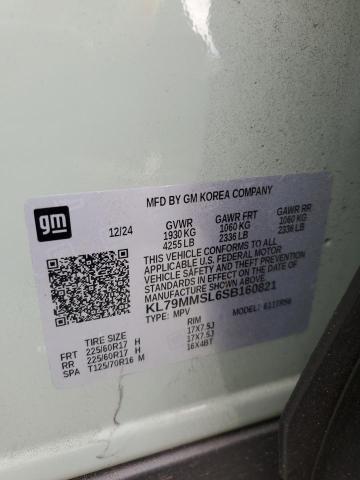 gm
MFD BY GM KOREA COMPANY
12/24 GVWR GAWR FRT GAWR RR
1930 KG 1060 KG 1060 KG
4255 LB 2336 LB 2336 LB
THIS VEHICLE CONFORMS TO ALL
APPLICABLE FEDERAL MOTOR
VEHICLE SAFETY AND THEFT
PREVENTION STANDARDS IN
EFFECT ON THE DATE OF
MANUFACTURE SHOWN ABOVE
KL79MMSL6SB160821
TYPE: MPV MODEL:
TIRE SIZE RIM
FRT 225/60R17 H 17X7.5J
RR 225/60R17 H 17X7.5J
SPA T125/70R16 M 16X4BT